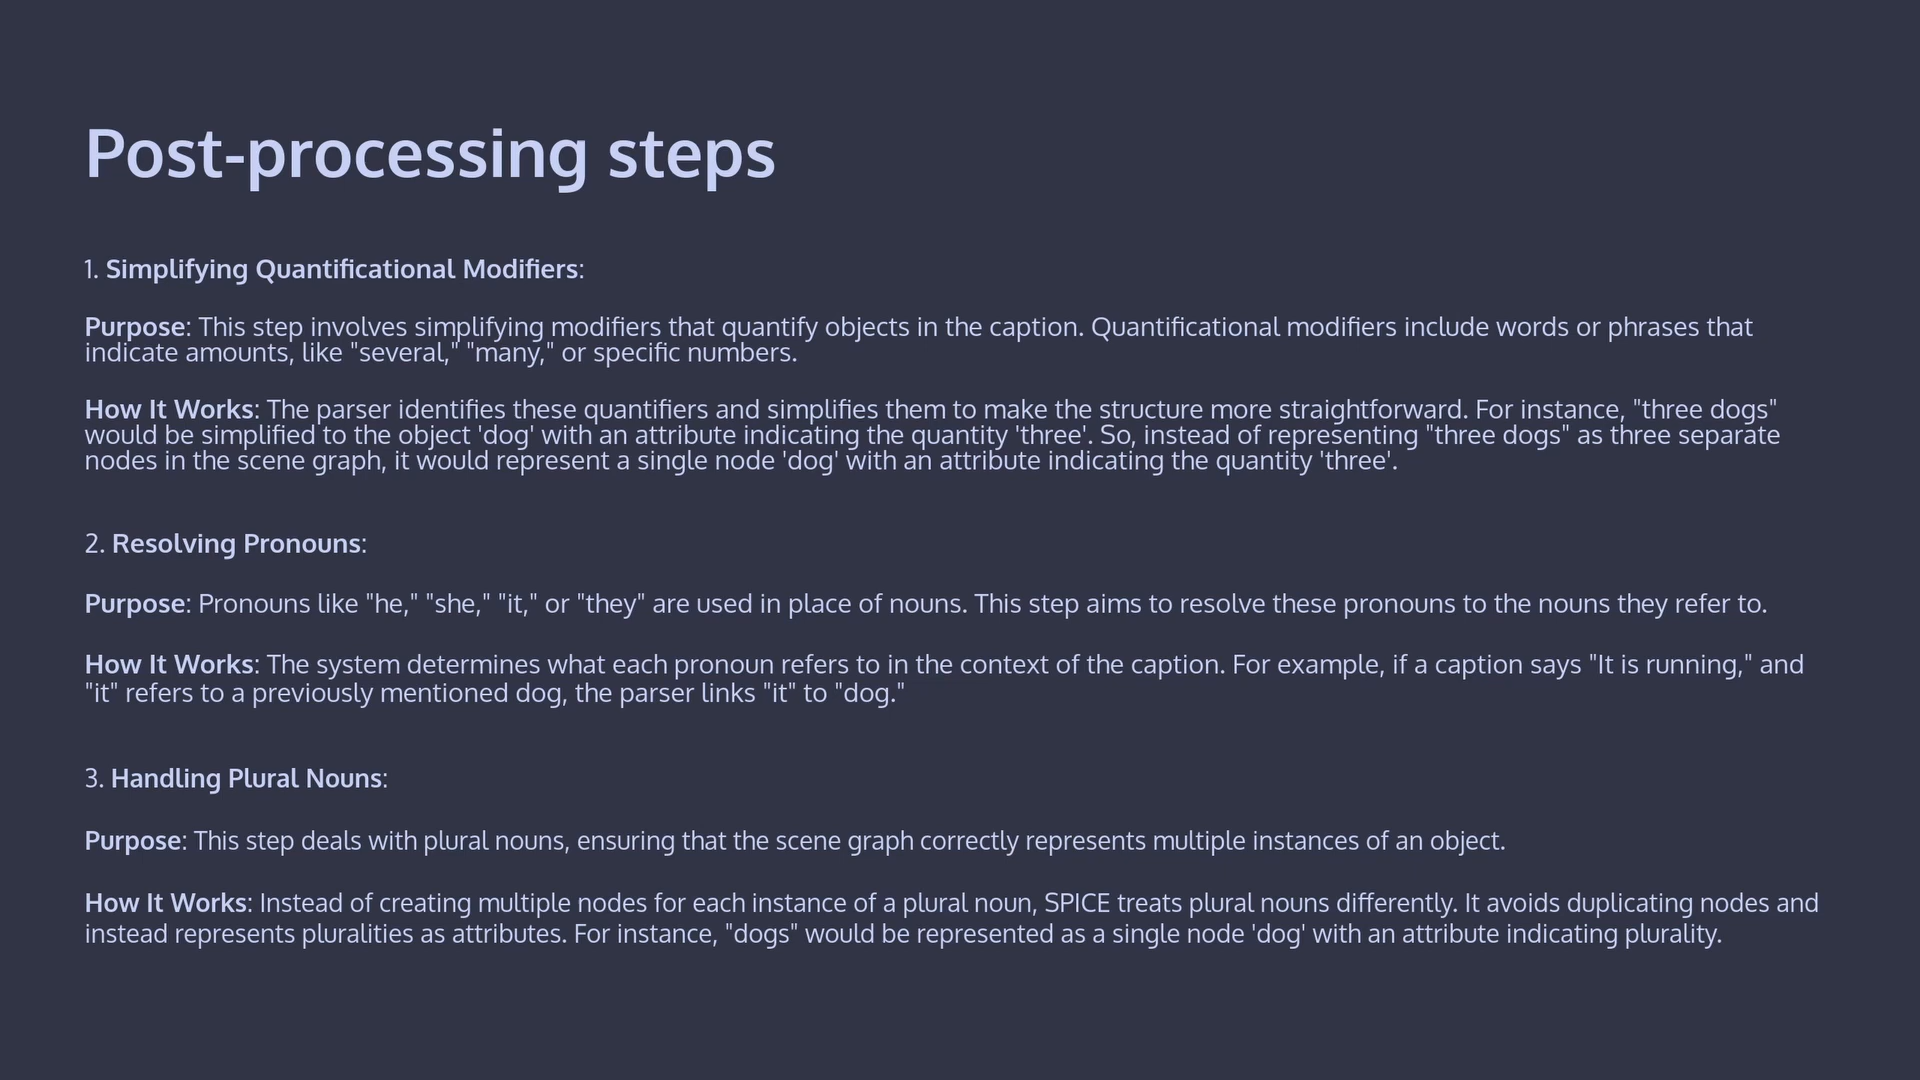 Post-processing steps
1. Simplifying Quantificational Modifiers:
Purpose: This step involves simplifying modifiers that quantify objects in the caption. Quantificational modifiers include words or phrases that
indicate amounts, like "several," "many," or specific numbers.
How It Works: The parser identifies these quantifiers and simplifies them to make the structure more straightforward. For instance, "three dogs"
would be simplified to the object 'dog' with an attribute indicating the quantity 'three'. So, instead of representing "three dogs" as three separate
nodes in the scene graph, it would represent a single node 'dog' with an attribute indicating the quantity 'three'.
2. Resolving Pronouns:
Purpose: Pronouns like "he," "she," "it," or "they" are used in place of nouns. This step aims to resolve these pronouns to the nouns they refer to.
How It Works: The system determines what each pronoun refers to in the context of the caption. For example, if a caption says "It is running," and
"it" refers to a previously mentioned dog, the parser links "it" to "dog."
3. Handling Plural Nouns:
Purpose: This step deals with plural nouns, ensuring that the scene graph correctly represents multiple instances of an object.
How It Works: Instead of creating multiple nodes for each instance of a plural noun, SPICE treats plural nouns differently. It avoids duplicating nodes and
instead represents pluralities as attributes. For instance, "dogs" would be represented as a single node 'dog' with an attribute indicating plurality.